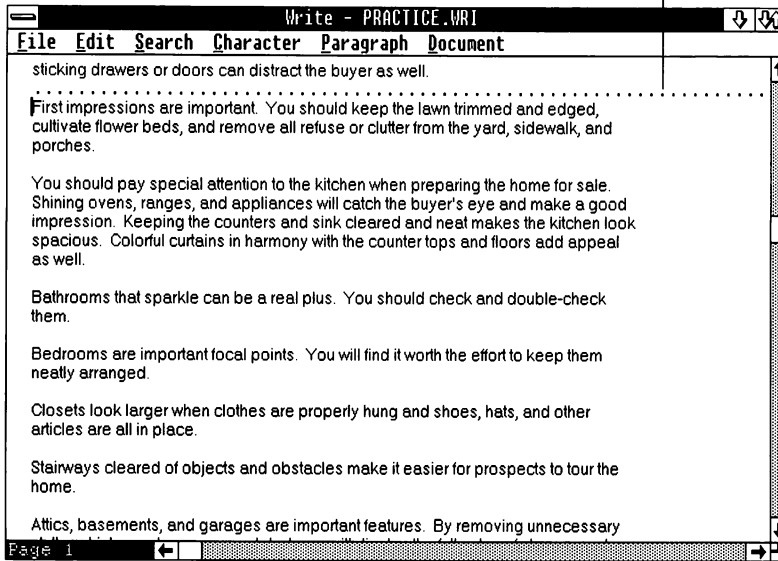 Write - PRACTICE.WRI
File Edit Search Character Paragraph Document
sticking drawers or doors can distract the buyer as well.
First impressions are important. You should keep the lawn trimmed and edged,
cultivate flower beds, and remove all refuse or clutter from the yard, sidewalk, and
porches.
You should pay special attention to the kitchen when preparing the home for sale.
Shining ovens, ranges, and appliances will catch the buyer's eye and make a good
impression. Keeping the counters and sink cleared and neat makes the kitchen look
spacious. Colorful curtains in harmony with the counter tops and floors add appeal
as well.
Bathrooms that sparkle can be a real plus. You should check and double-check
them.
Bedrooms are important focal points. You will find it worth the effort to keep them
neatly arranged.
Closets look larger when clothes are properly hung and shoes, hats, and other
articles are all in place.
Stairways cleared of objects and obstacles make it easier for prospects to tour the
home.
Attics, basements, and garages are important features. By removing unnecessary
Page 1